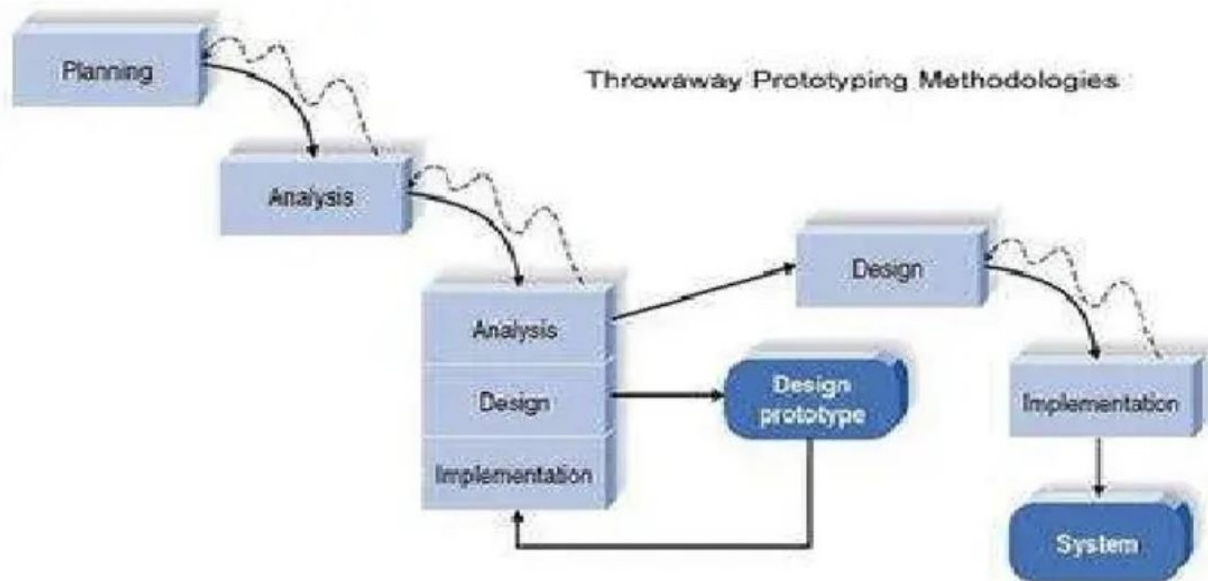 Planning
Throwaway Prototyping Methodologies
Analysis
Design
Analysis
Design
prototype
Design
Implementation
Implementation
System